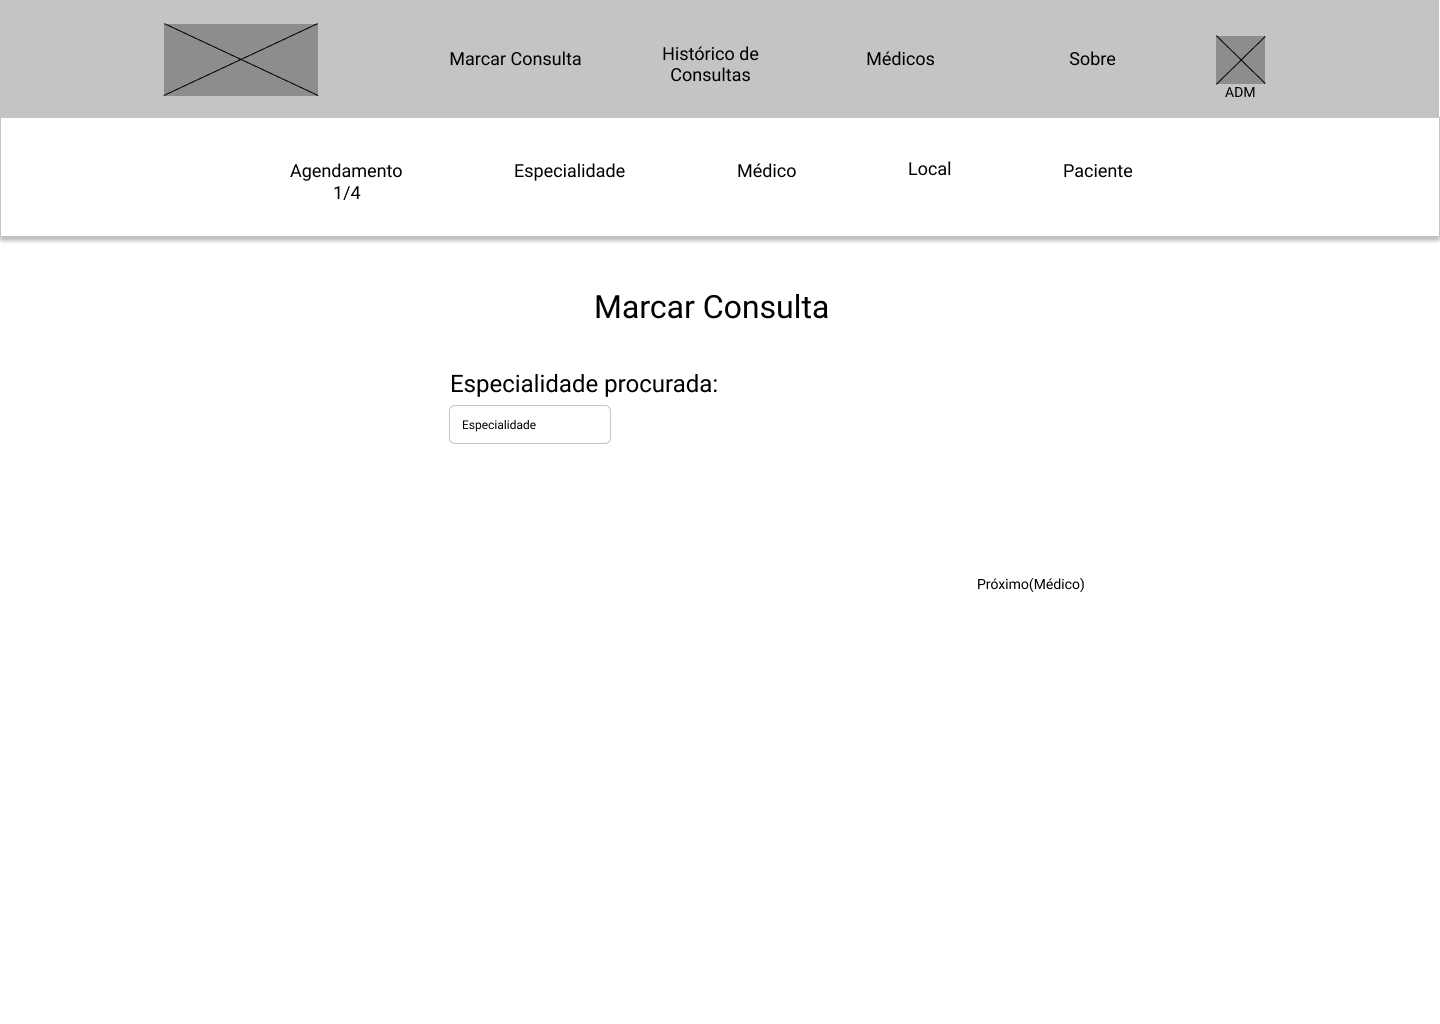 Marcar Consulta
Histórico de
Consultas
Médicos
Sobre
ADM
Agendamento
1/4
Especialidade
Médico
Local
Paciente
Marcar Consulta
Especialidade procurada:
Especialidade
Próximo(Médico)